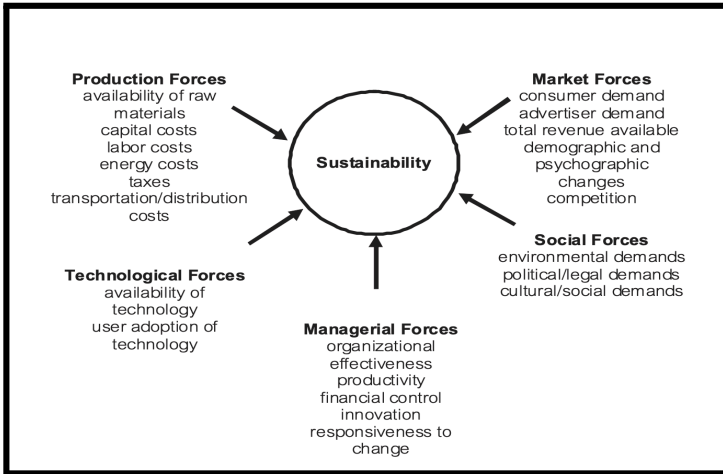 Production Forces
availability of raw
materials
capital costs
labor costs
energy costs
taxes
transportation/distribution
costs
Market Forces
consumer demand
advertiser demand
total revenue available
demographic and
psychographic
changes
competition
Sustainability
Technological Forces
availability of
technology
user adoption of
technology
Social Forces
environmental demands
political/legal demands
cultural/social demands
Managerial Forces
organizational
effectiveness
productivity
financial control
innovation
responsiveness to
change